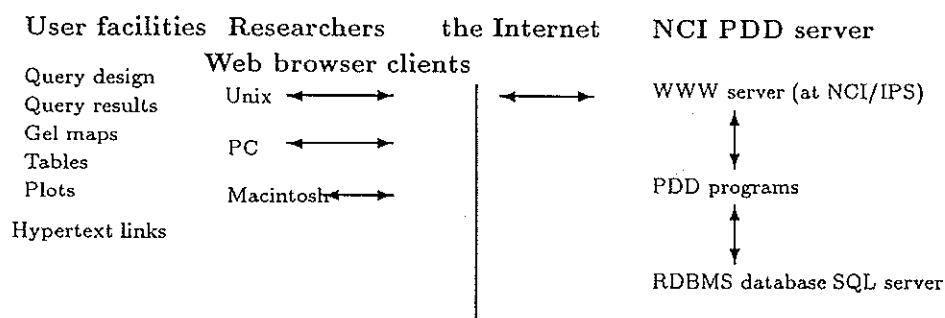 User facilities Researchers the Internet NCI PDD server
Web browser clients
Query design
Query results
Gel maps
Tables
Plots
Hypertext links
Unix
PC
Macintosh
WWW server (at NCI/IPS)
PDD programs
RDBMS database SQL server